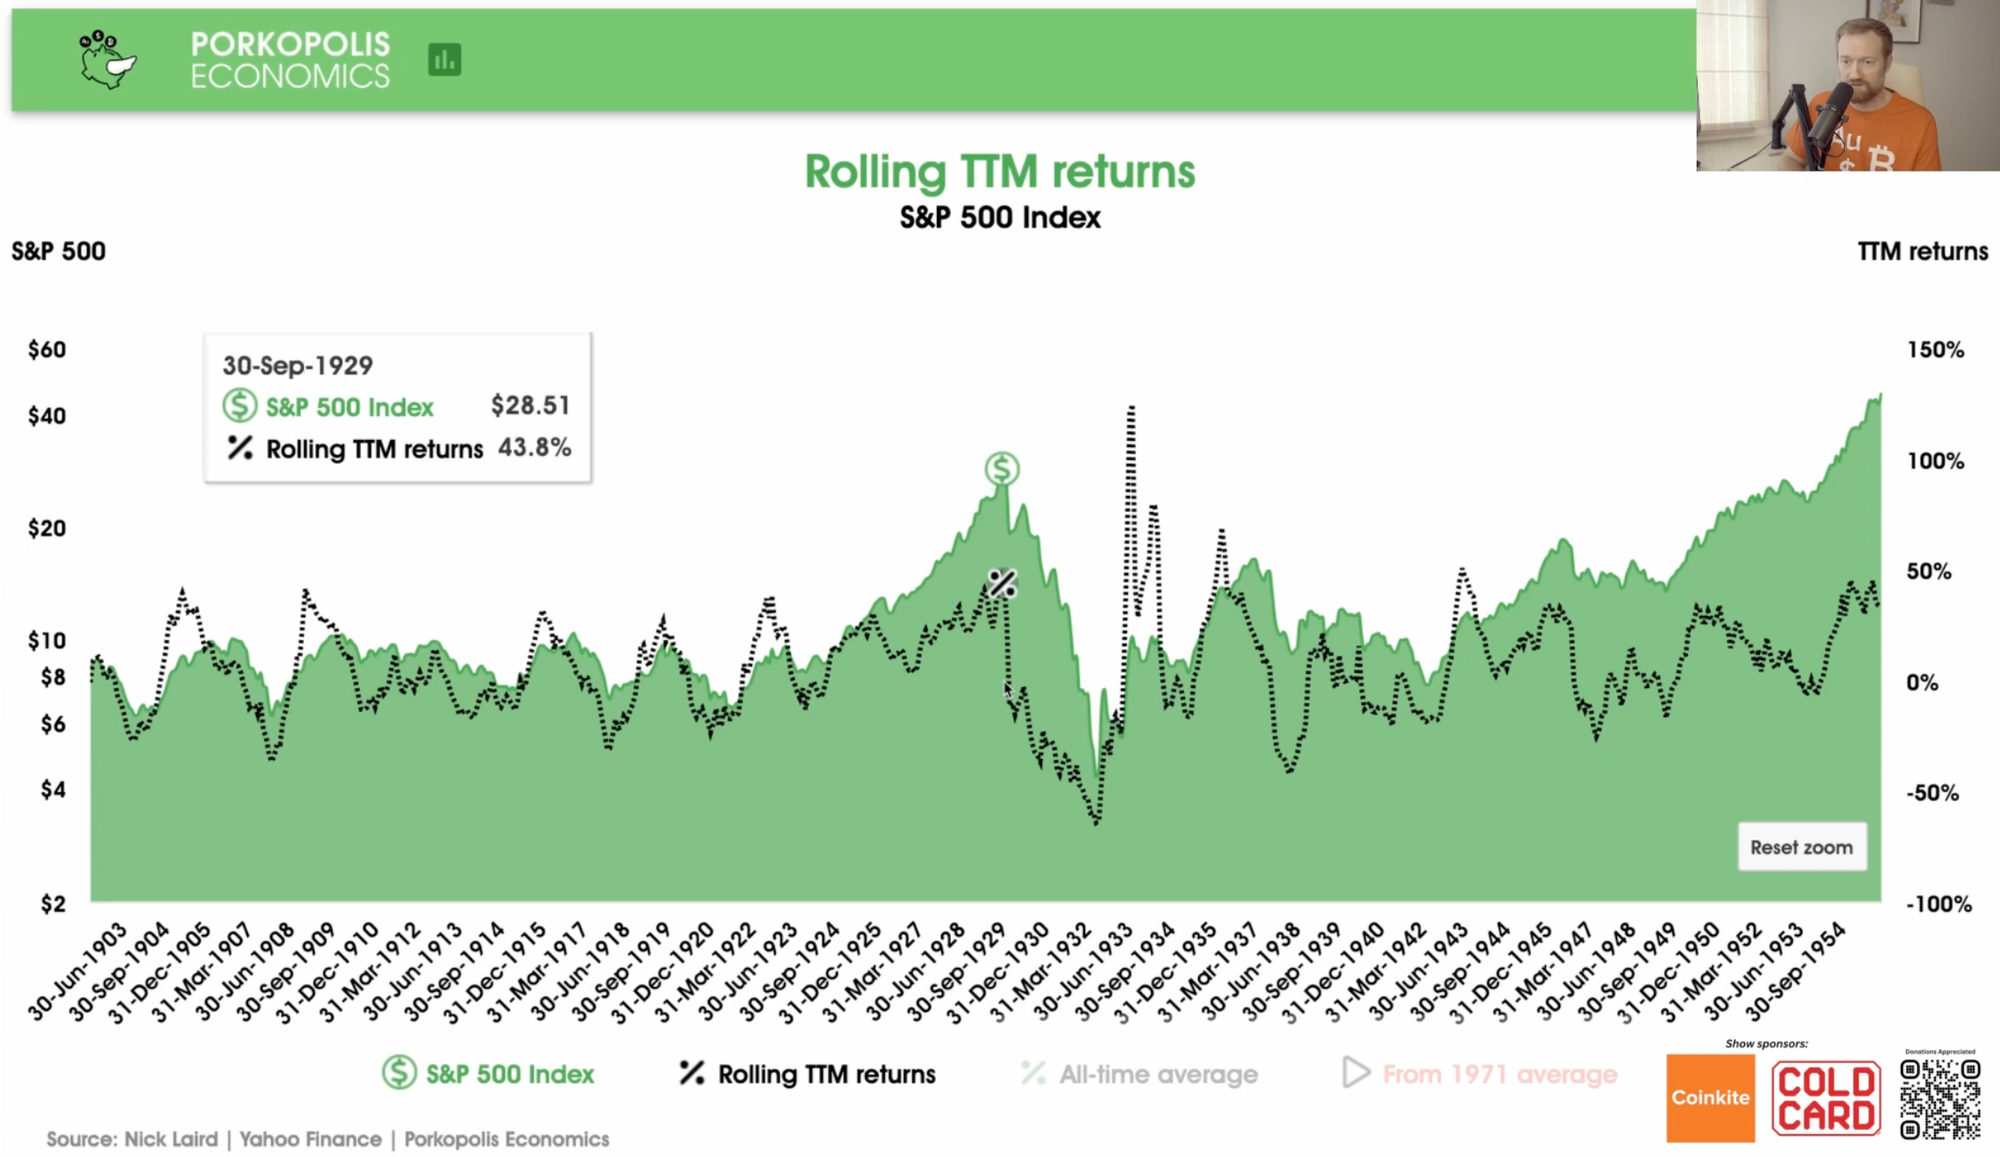 PORKOPOLIS
ECONOMICS
Au
B
Rolling TTM returns
S&P 500 Index
S&P 500
TTM returns
$60
$40
$20
$10
$8
$6
$4
$2
30-Sep-1929
S&P 500 Index $28.51
Rolling TTM returns 43.8%
150%
100%
50%
0%
-50%
-100%
Reset zoom
30-Jun-1903
30-Sep-1904
31-Dec-1905
31-Mar-1907
30-Jun-1908
30-Sep-1909
31-Dec-1910
31-Mar-1912
30-Jun-1913
30-Sep-1914
31-Dec-1915
31-Mar-1917
30-Jun-1918
30-Sep-1919
31-Dec-1920
31-Mar-1922
30-Jun-1923
30-Sep-1924
31-Dec-1925
31-Mar-1927
30-Jun-1928
30-Sep-1929
31-Dec-1930
31-Mar-1932
30-Jun-1933
30-Sep-1934
31-Dec-1935
31-Mar-1937
30-Jun-1938
30-Sep-1939
31-Dec-1940
31-Mar-1942
30-Jun-1943
30-Sep-1944
31-Dec-1945
31-Mar-1947
30-Jun-1948
30-Sep-1949
31-Dec-1950
31-Mar-1952
30-Jun-1953
30-Sep-1954
S&P 500 Index
Rolling TTM returns
All-time average
From 1971 average
Show sponsors:
Coinkite
COLD
CARD
Donations Appreciated
Source: Nick Laird | Yahoo Finance | Porkopolis Economics